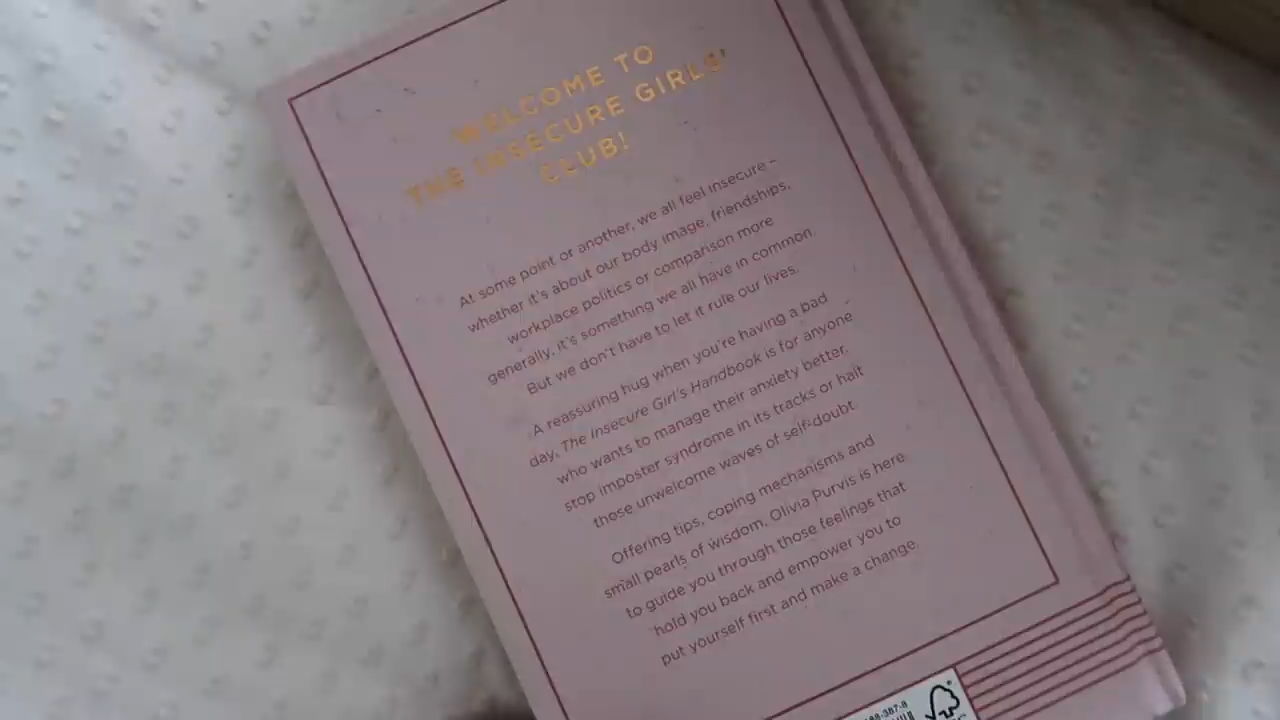 WELCOME TO
THE INSECURE GIRLS'
CLUB!
At some point or another, we all feel insecure –
whether it's about our body image, friendships,
workplace politics or comparison more
generally, it's something we all have in common.
But we don't have to let it rule our lives.
A reassuring hug when you're having a bad
day, The Insecure Girl's Handbook is for anyone
who wants to manage their anxiety better,
stop imposter syndrome in its tracks or halt
those unwelcome waves of self-doubt.
Offering tips, coping mechanisms and
small pearls of wisdom, Olivia Purvis is here
to guide you through those feelings that
hold you back and empower you to
put yourself first and make a change.